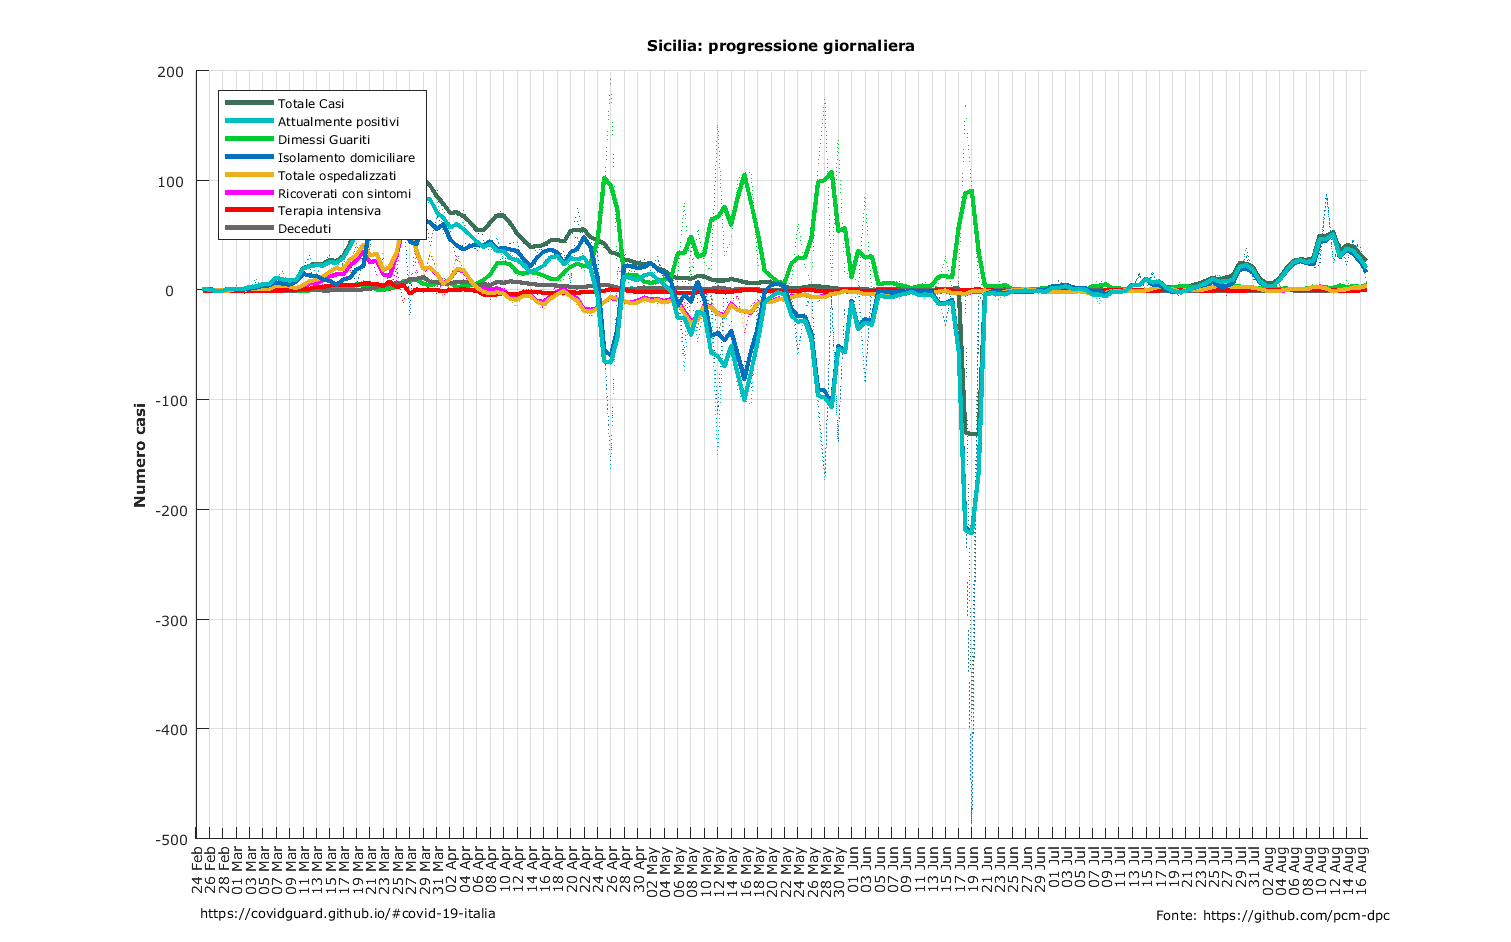 Sicilia: progressione giornaliera
200
100
0
-100
-200
-300
-400
-500
Numero casi
Totale Casi
Attualmente positivi
Dimessi Guariti
Isolamento domiciliare
Totale ospedalizzati
Ricoverati con sintomi
Terapia intensiva
Deceduti
24 Feb
26 Feb
28 Feb
01 Mar
03 Mar
05 Mar
07 Mar
09 Mar
11 Mar
13 Mar
15 Mar
17 Mar
19 Mar
21 Mar
23 Mar
25 Mar
27 Mar
29 Mar
31 Mar
02 Apr
04 Apr
06 Apr
08 Apr
10 Apr
12 Apr
14 Apr
16 Apr
18 Apr
20 Apr
22 Apr
24 Apr
26 Apr
28 Apr
30 Apr
02 May
04 May
06 May
08 May
10 May
12 May
14 May
16 May
18 May
20 May
22 May
24 May
26 May
28 May
30 May
01 Jun
03 Jun
05 Jun
07 Jun
09 Jun
11 Jun
13 Jun
15 Jun
17 Jun
19 Jun
21 Jun
23 Jun
25 Jun
27 Jun
29 Jun
01 Jul
03 Jul
05 Jul
07 Jul
09 Jul
11 Jul
13 Jul
15 Jul
17 Jul
19 Jul
21 Jul
23 Jul
25 Jul
27 Jul
29 Jul
31 Jul
02 Aug
04 Aug
06 Aug
08 Aug
10 Aug
12 Aug
14 Aug
16 Aug
https://covidguard.github.io/#covid-19-italia
Fonte: https://github.com/pcm-dpc